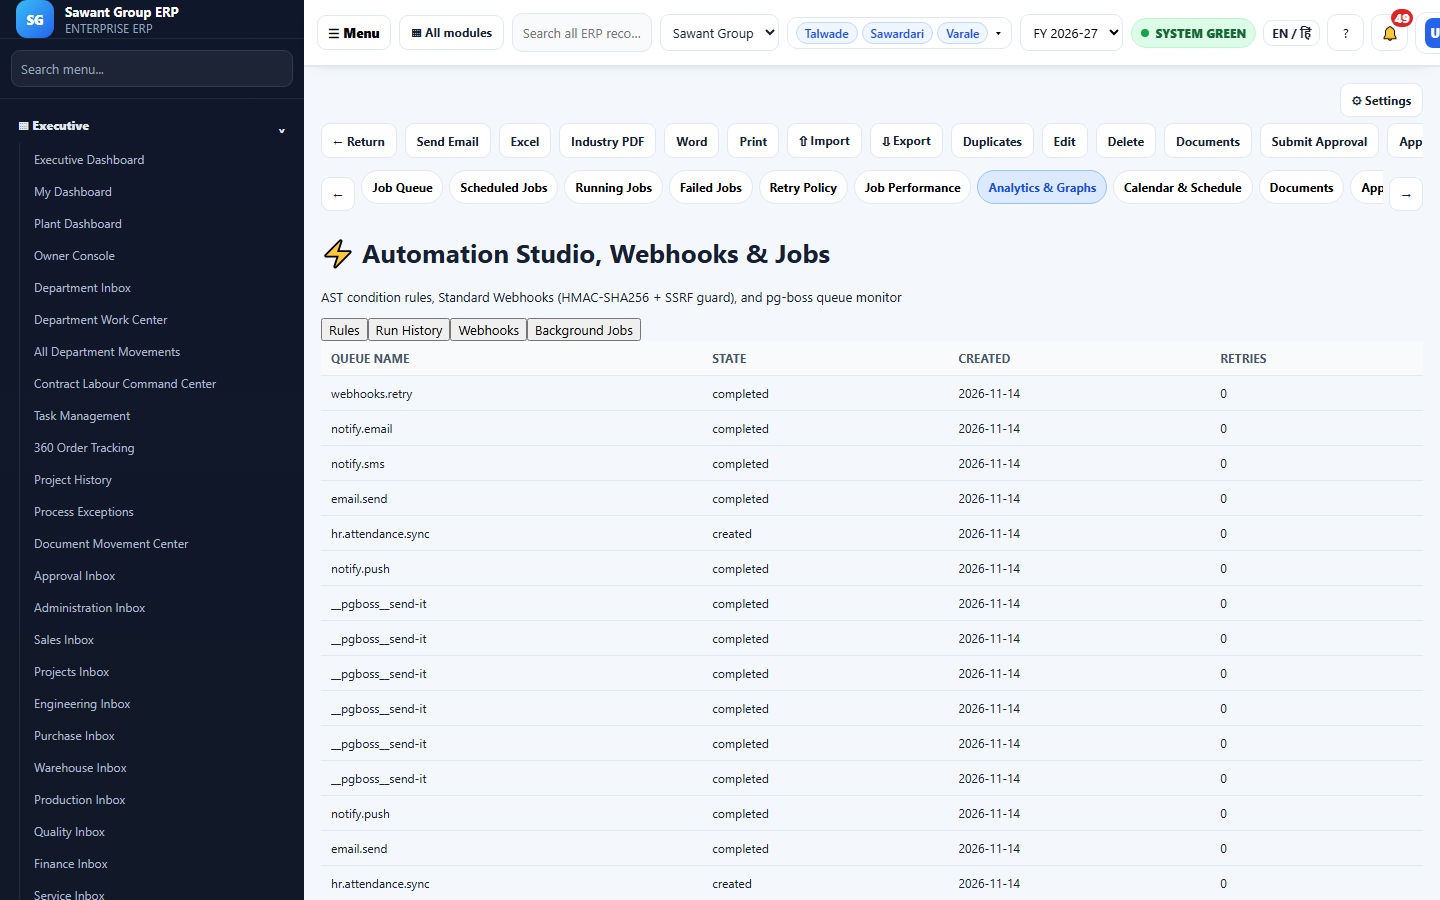 SG
Sawant Group ERP
ENTERPRISE ERP
Search menu...
Executive
Executive Dashboard
My Dashboard
Plant Dashboard
Owner Console
Department Inbox
Department Work Center
All Department Movements
Contract Labour Command Center
Task Management
360 Order Tracking
Project History
Process Exceptions
Document Movement Center
Approval Inbox
Administration Inbox
Sales Inbox
Projects Inbox
Engineering Inbox
Purchase Inbox
Warehouse Inbox
Production Inbox
Quality Inbox
Finance Inbox
Service Inbox
☰ Menu All modules Search all ERP reco... Sawant Group Talwade Sawardari Varale FY 2026-27 SYSTEM GREEN EN / हिं ? 49 U
⚙ Settings
← Return Send Email Excel Industry PDF Word Print ⇧ Import ⇩ Export Duplicates Edit Delete Documents Submit Approval App
← Job Queue Scheduled Jobs Running Jobs Failed Jobs Retry Policy Job Performance Analytics & Graphs Calendar & Schedule Documents App →
⚡ Automation Studio, Webhooks & Jobs
AST condition rules, Standard Webhooks (HMAC-SHA256 + SSRF guard), and pg-boss queue monitor
Rules Run History Webhooks Background Jobs
QUEUE NAME STATE CREATED RETRIES
webhooks.retry completed 2026-11-14 0
notify.email completed 2026-11-14 0
notify.sms completed 2026-11-14 0
email.send completed 2026-11-14 0
hr.attendance.sync created 2026-11-14 0
notify.push completed 2026-11-14 0
__pgboss__send-it completed 2026-11-14 0
__pgboss__send-it completed 2026-11-14 0
__pgboss__send-it completed 2026-11-14 0
__pgboss__send-it completed 2026-11-14 0
__pgboss__send-it completed 2026-11-14 0
__pgboss__send-it completed 2026-11-14 0
notify.push completed 2026-11-14 0
email.send completed 2026-11-14 0
hr.attendance.sync created 2026-11-14 0